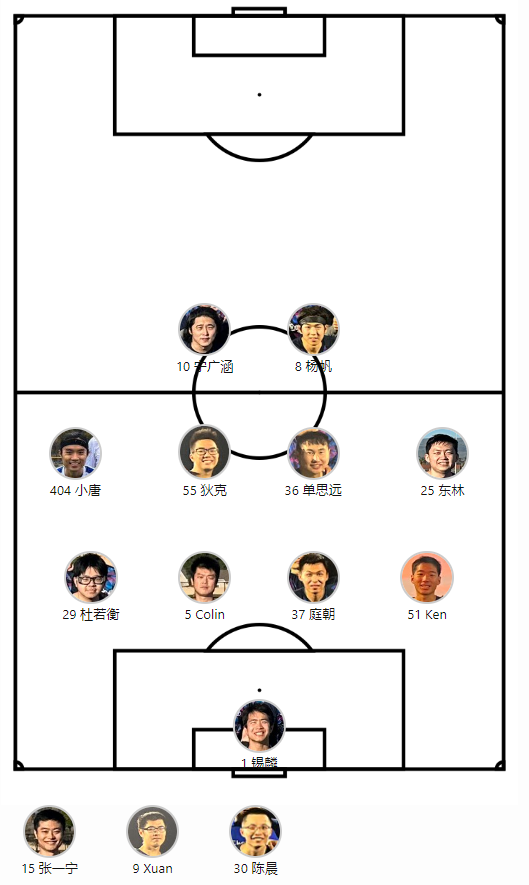 10 宁广涵
8 杨帆
404 小唐
55 狄克
36 单思远
25 东林
29 杜若衡
5 Colin
37 庭朝
51 Ken
1 锡麟
15 张一宁
9 Xuan
30 陈晨